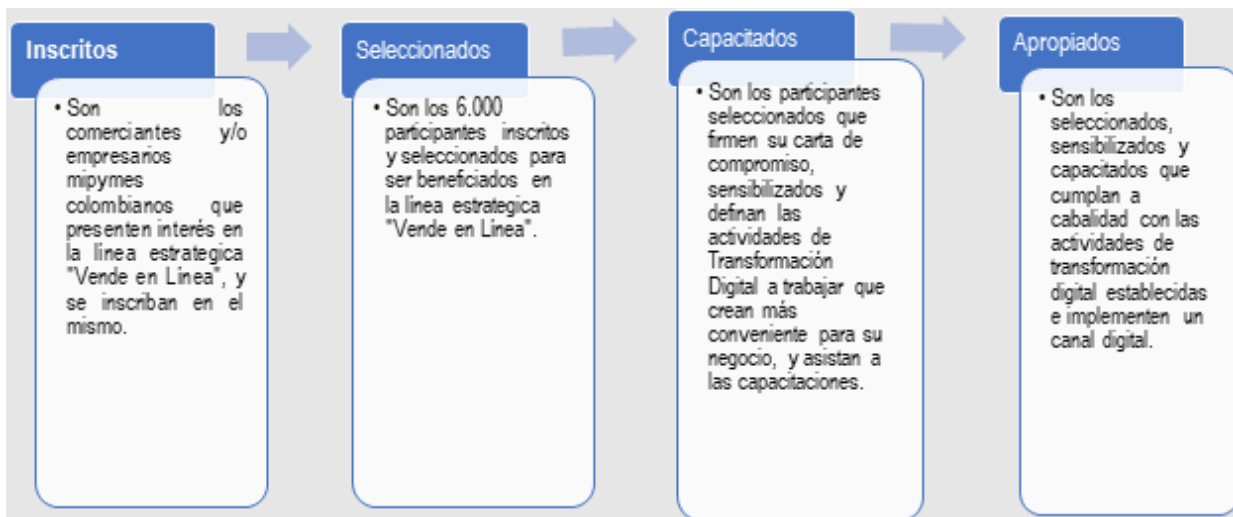 Inscritos
• Son los
comerciantes y/o
empresarios
mipymes
colombianos que
presenten interés en
la línea estrategica
"Vende en Línea", y
se inscriban en el
mismo.
Seleccionados
• Son los 6.000
participantes inscritos
y seleccionados para
ser beneficiados en
la línea estrategica
"Vende en Línea".
Capacitados
• Son los participantes
seleccionados que
firmen su carta de
compromiso,
sensibilizados y
definan las
actividades de
Transformación
Digital a trabajar que
crean más
conveniente para su
negocio, y asistan a
las capacitaciones.
Apropiados
• Son los
seleccionados,
sensibilizados y
capacitados que
cumplan a
cabalidad con las
actividades de
transformación
digital establecidas
e implementen un
canal digital.